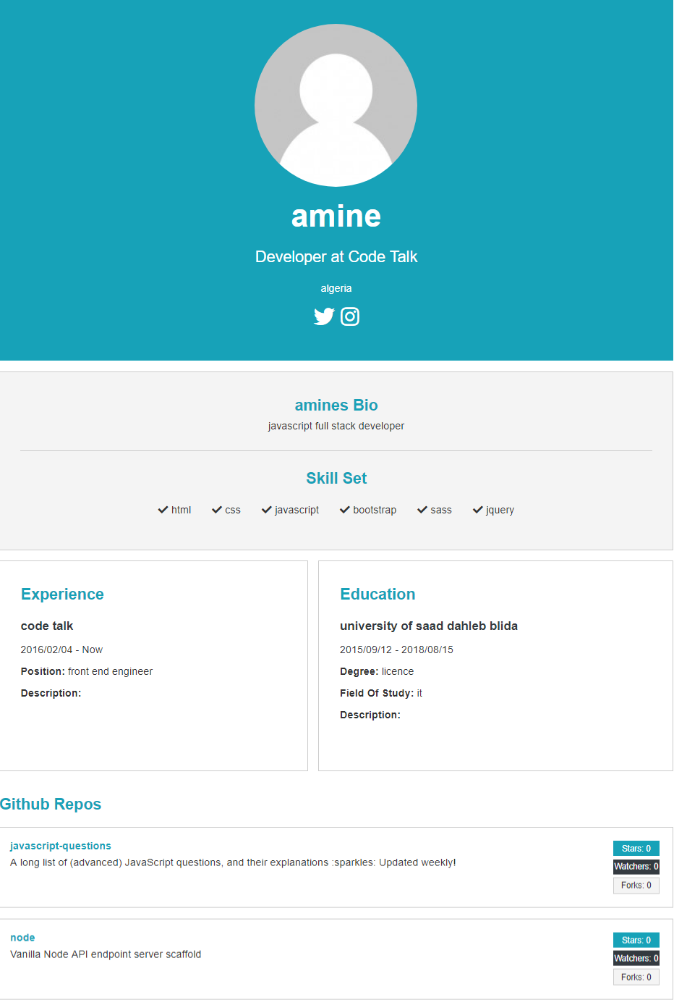 amine
Developer at Code Talk
algeria
amines Bio
javascript full stack developer
Skill Set
html css javascript bootstrap sass jquery
Experience
code talk
2016/02/04 - Now
Position: front end engineer
Description:
Education
university of saad dahleb blida
2015/09/12 - 2018/08/15
Degree: licence
Field Of Study: it
Description:
Github Repos
javascript-questions
A long list of (advanced) JavaScript questions, and their explanations :sparkles: Updated weekly!
Stars: 0
Watchers: 0
Forks: 0
node
Vanilla Node API endpoint server scaffold
Stars: 0
Watchers: 0
Forks: 0